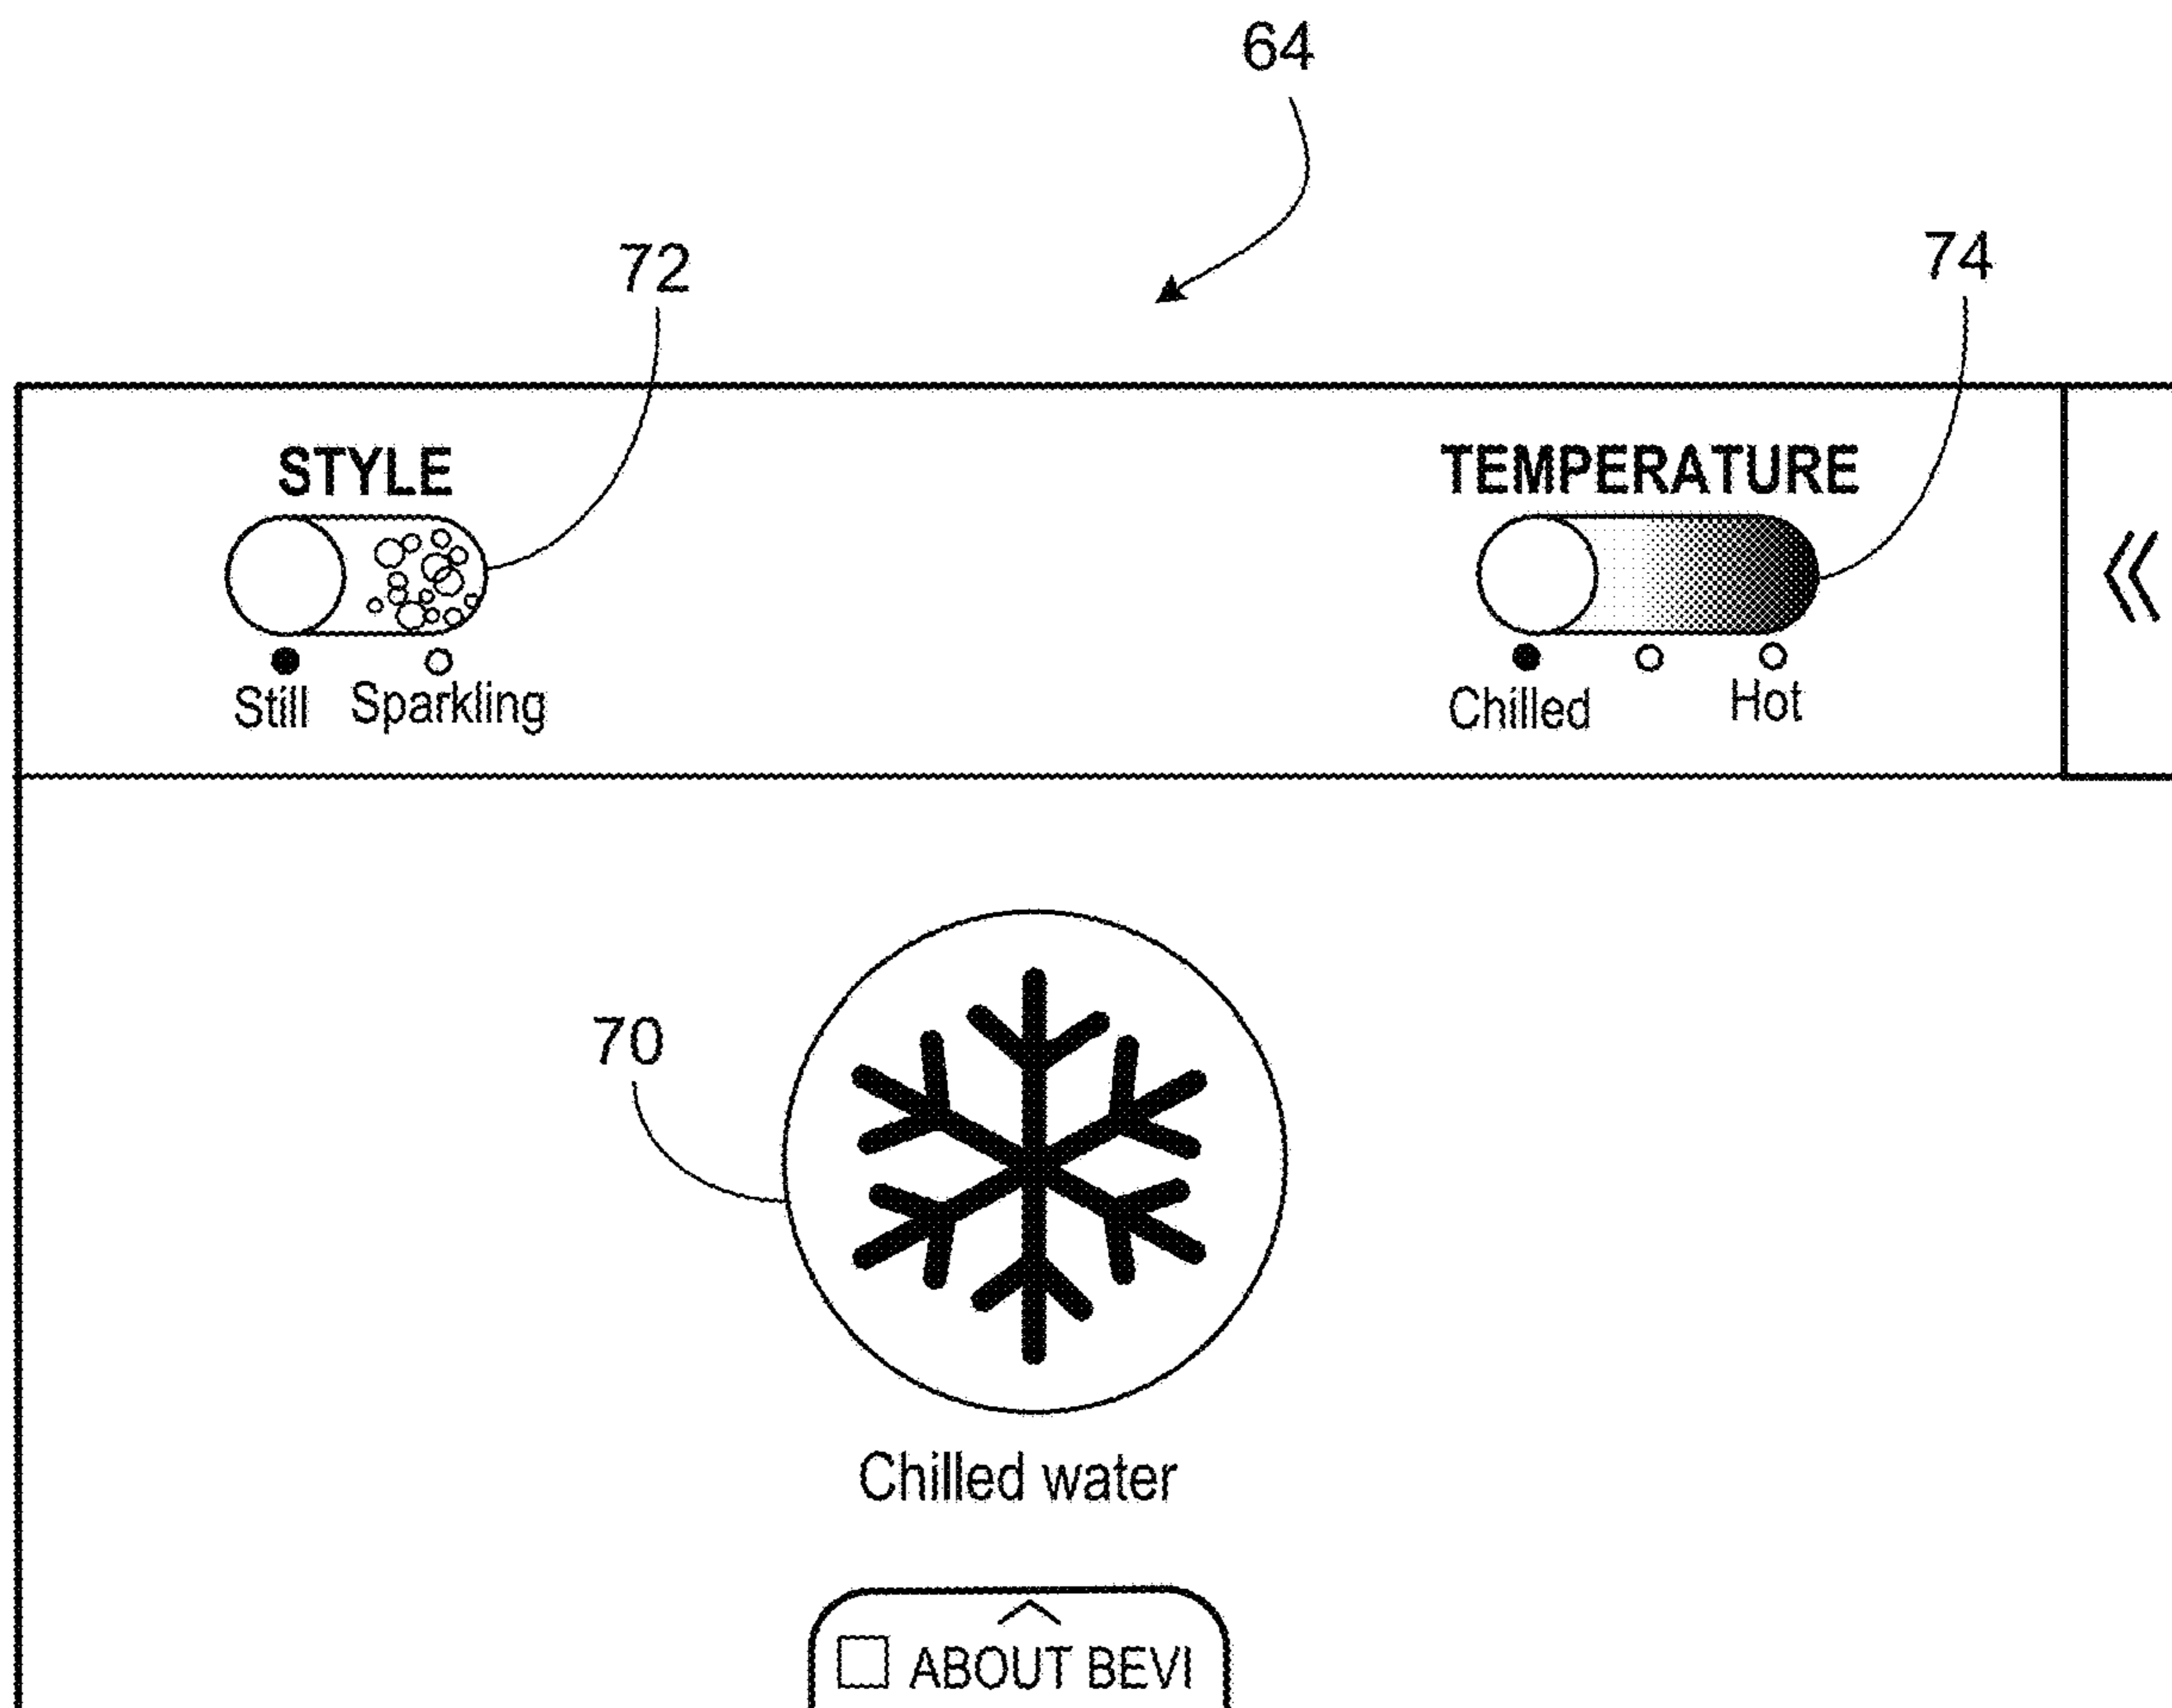 64
72
74
STYLE
TEMPERATURE
Still Sparkling
Chilled Hot
70
Chilled water
ABOUT BEVI